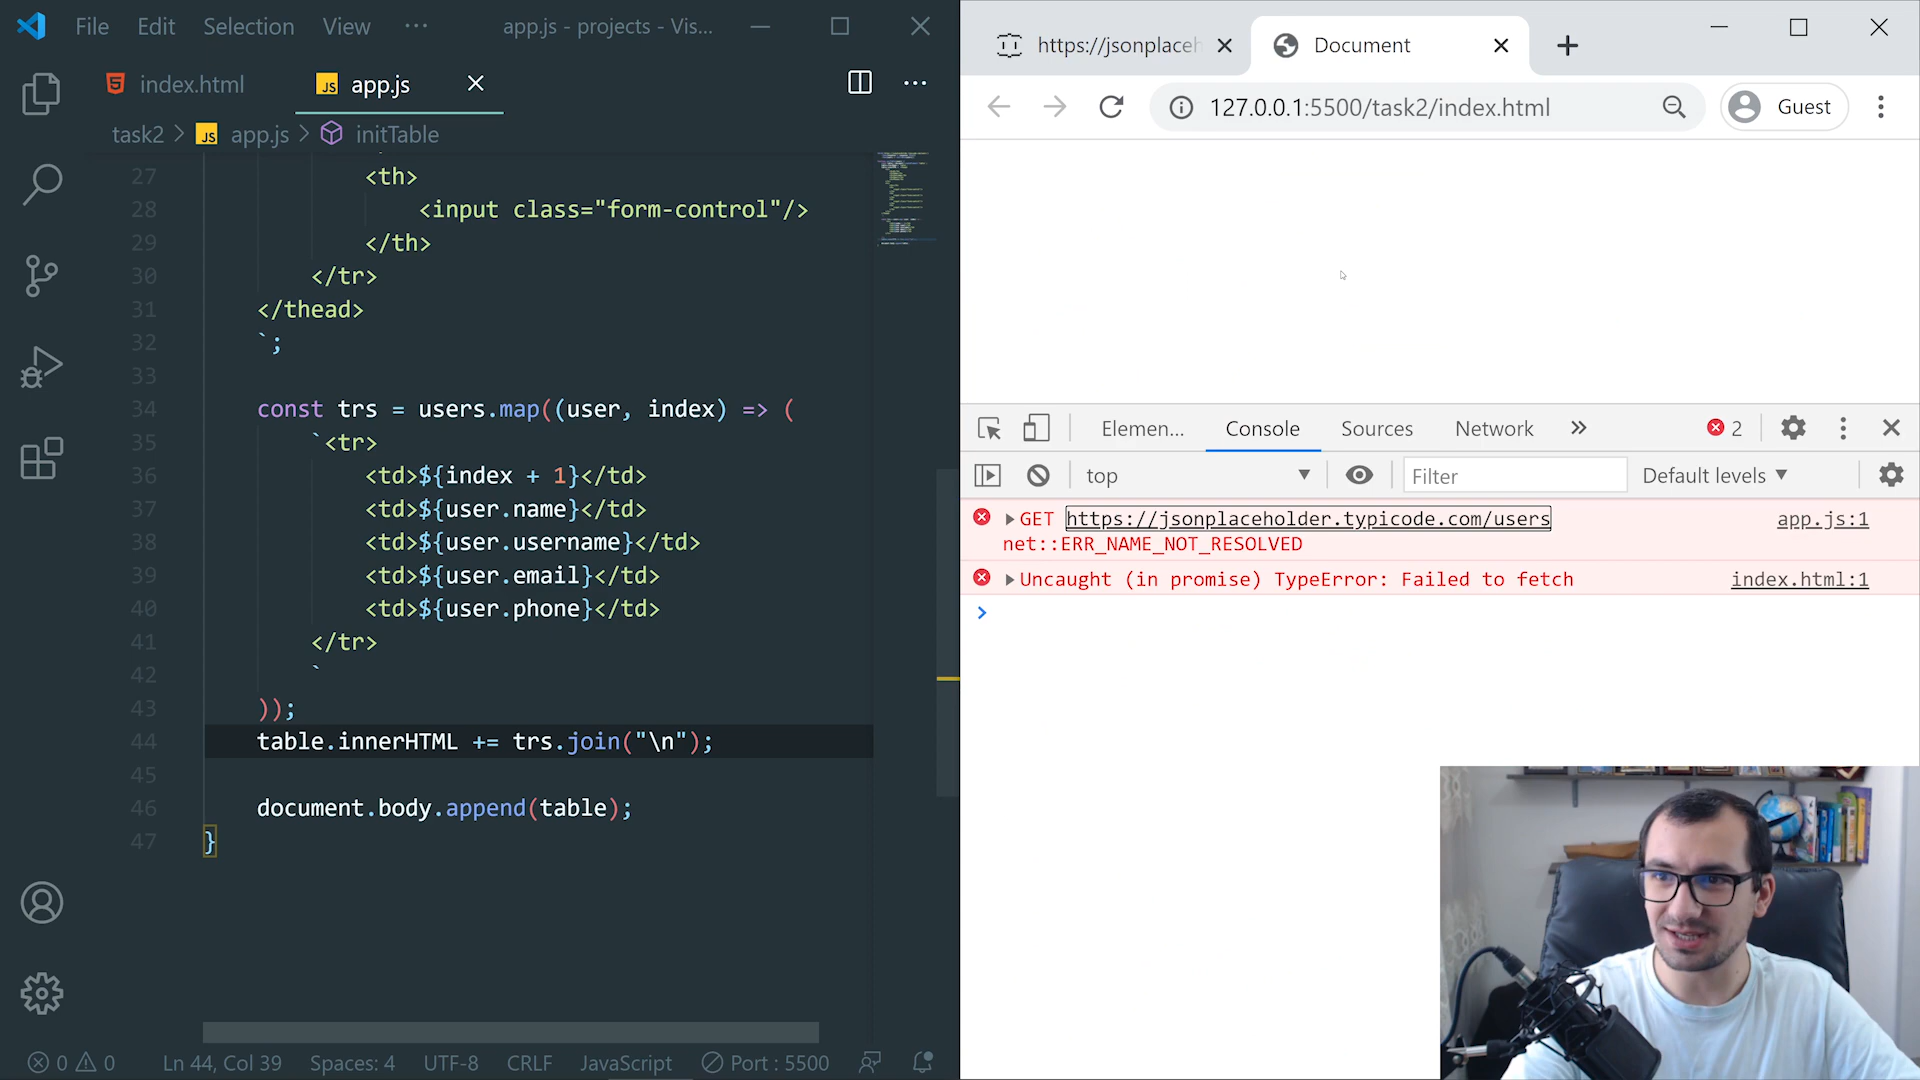 File Edit Selection View ··· app.js - projects - Vis...
index.html
JS app.js
task2 > JS app.js > initTable
27 <th>
28 <input class="form-control"/>
29 </th>
30 </tr>
31 </thead>
32 `;
33
34 const trs = users.map((user, index) => (
35 `<tr>
36 <td>${index + 1}</td>
37 <td>${user.name}</td>
38 <td>${user.username}</td>
39 <td>${user.email}</td>
40 <td>${user.phone}</td>
41 </tr>
42 `
43 ));
44 table.innerHTML += trs.join("\n");
45
46 document.body.append(table);
47 }
0 0 Ln 44, Col 39 Spaces: 4 UTF-8 CRLF JavaScript Port : 5500
https://jsonplaceh
Document
127.0.0.1:5500/task2/index.html
Guest
Elemen... Console Sources Network 2
top Filter Default levels
GET https://jsonplaceholder.typicode.com/users app.js:1
net::ERR_NAME_NOT_RESOLVED
Uncaught (in promise) TypeError: Failed to fetch index.html:1